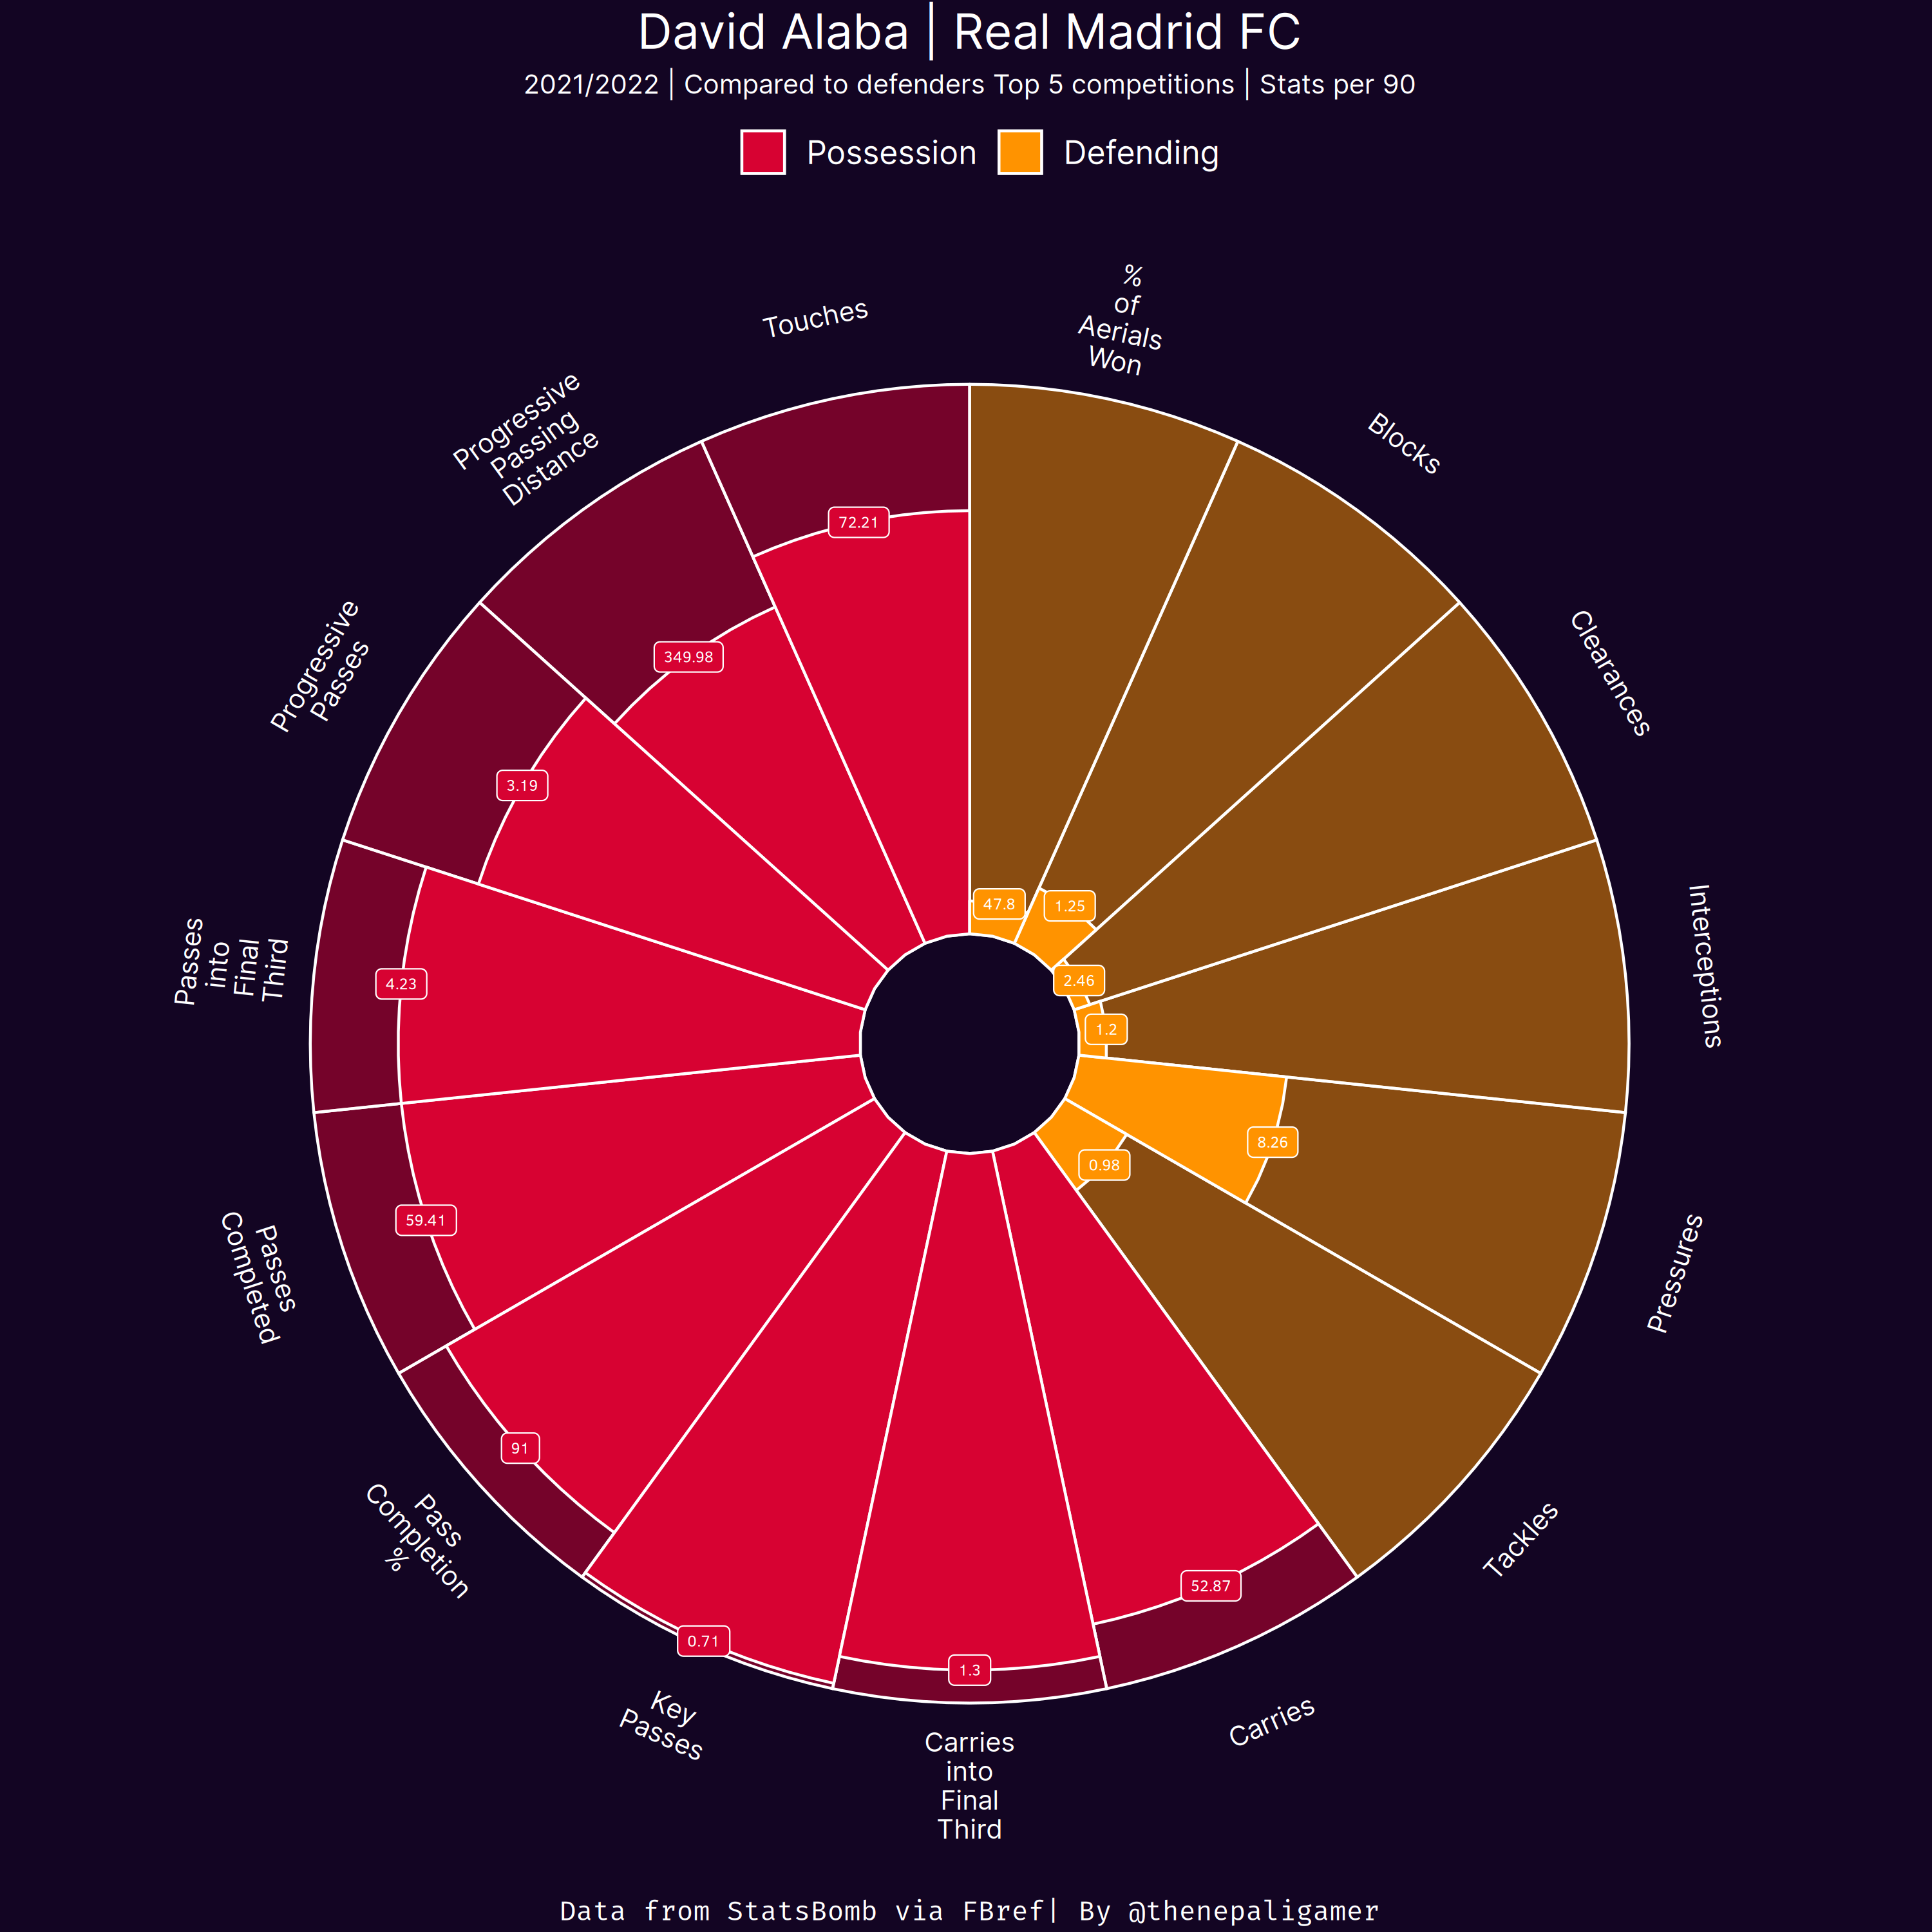 David Alaba | Real Madrid FC
2021/2022 | Compared to defenders Top 5 competitions | Stats per 90
Possession
Defending
%
of
Aerials
Won
Blocks
Clearances
Interceptions
Pressures
Tackles
Carries
Carries
into
Final
Third
Key
Passes
Pass
Completion
%
Passes
Completed
Passes
into
Final
Third
Progressive
Passes
Progressive
Passing
Distance
Touches
47.8
1.25
2.46
1.2
8.26
0.98
52.87
1.3
0.71
91
59.41
4.23
3.19
349.98
72.21
Data from StatsBomb via FBref| By @thenepaligamer